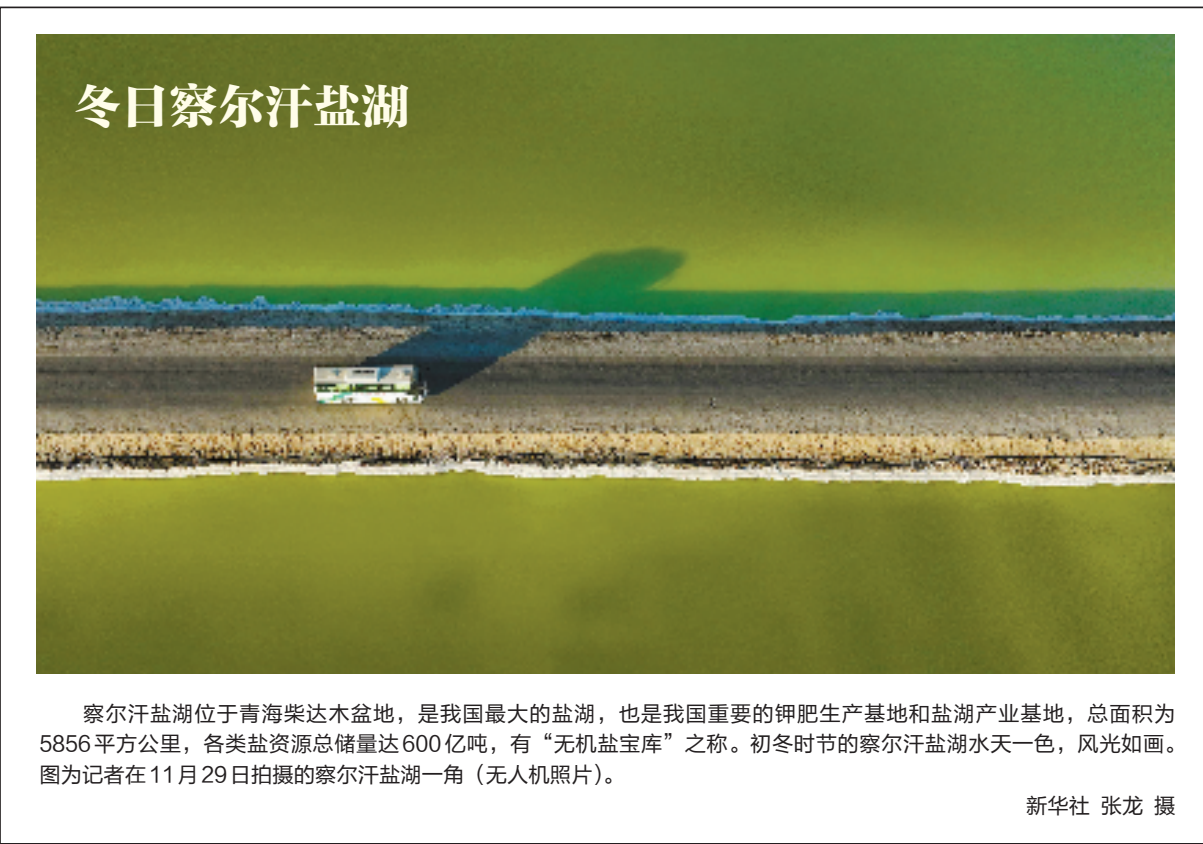 冬日察尔汗盐湖
察尔汗盐湖位于青海柴达木盆地，是我国最大的盐湖，也是我国重要的钾肥生产基地和盐湖产业基地，总面积为
5856平方公里，各类盐资源总储量达600亿吨，有“无机盐宝库”之称。初冬时节的察尔汗盐湖水天一色，风光如画。
图为记者在11月29日拍摄的察尔汗盐湖一角（无人机照片）。
新华社 张龙 摄